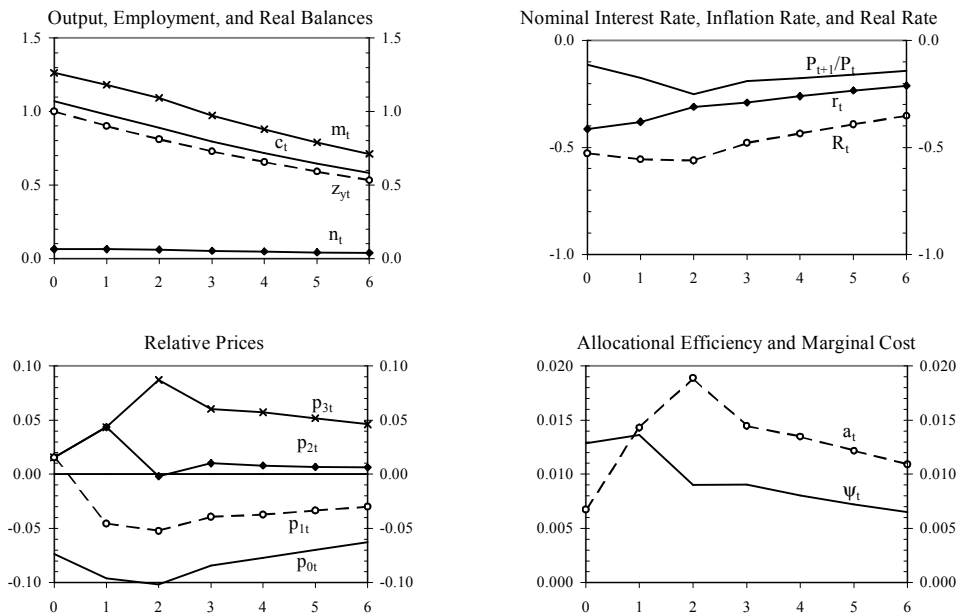 Output, Employment, and Real Balances
1.5 1.5
1.0 1.0
m_t
c_t
0.5 0.5
z_yt
n_t
0.0 0.0
0 1 2 3 4 5 6
Nominal Interest Rate, Inflation Rate, and Real Rate
0.0 0.0
P_t+1/P_t
r_t
-0.5 -0.5
R_t
-1.0 -1.0
0 1 2 3 4 5 6
Relative Prices
0.10 0.10
p_3t
0.05 0.05
p_2t
0.00 0.00
p_1t
-0.05 -0.05
p_0t
-0.10 -0.10
0 1 2 3 4 5 6
Allocational Efficiency and Marginal Cost
0.020 0.020
0.015 0.015
a_t
0.010 0.010
ψ_t
0.005 0.005
0.000 0.000
0 1 2 3 4 5 6